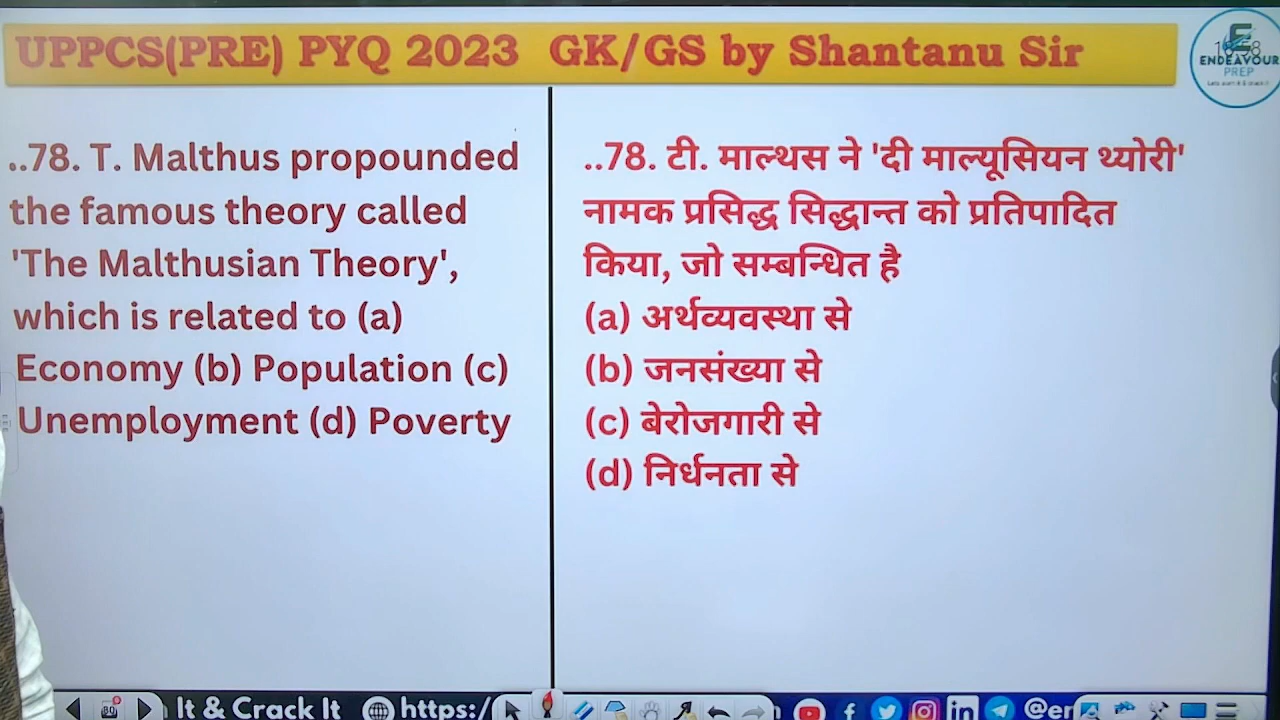 UPPCS(PRE) PYQ 2023 GK/GS by Shantanu Sir
ENDEAVOUR
PREP
..78. T. Malthus propounded
the famous theory called
'The Malthusian Theory',
which is related to (a)
Economy (b) Population (c)
Unemployment (d) Poverty
..78. टी. माल्थस ने 'दी माल्यूसियन थ्योरी'
नामक प्रसिद्ध सिद्धान्त को प्रतिपादित
किया, जो सम्बन्धित है
(a) अर्थव्यवस्था से
(b) जनसंख्या से
(c) बेरोजगारी से
(d) निर्धनता से
It & Crack It https:/ in @er